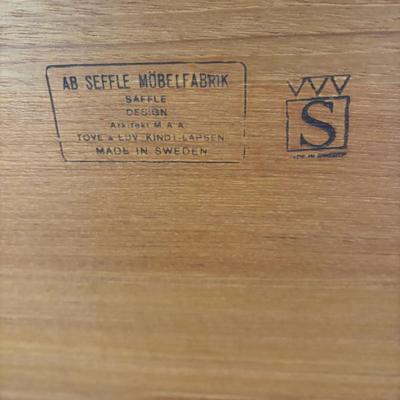 AB SEFFLE MÖBELFABRIK
SÄFFLE
DESIGN
Arkitekt M.A.A.
TOVE & EDV. KINDT-LARSEN
MADE IN SWEDEN
S